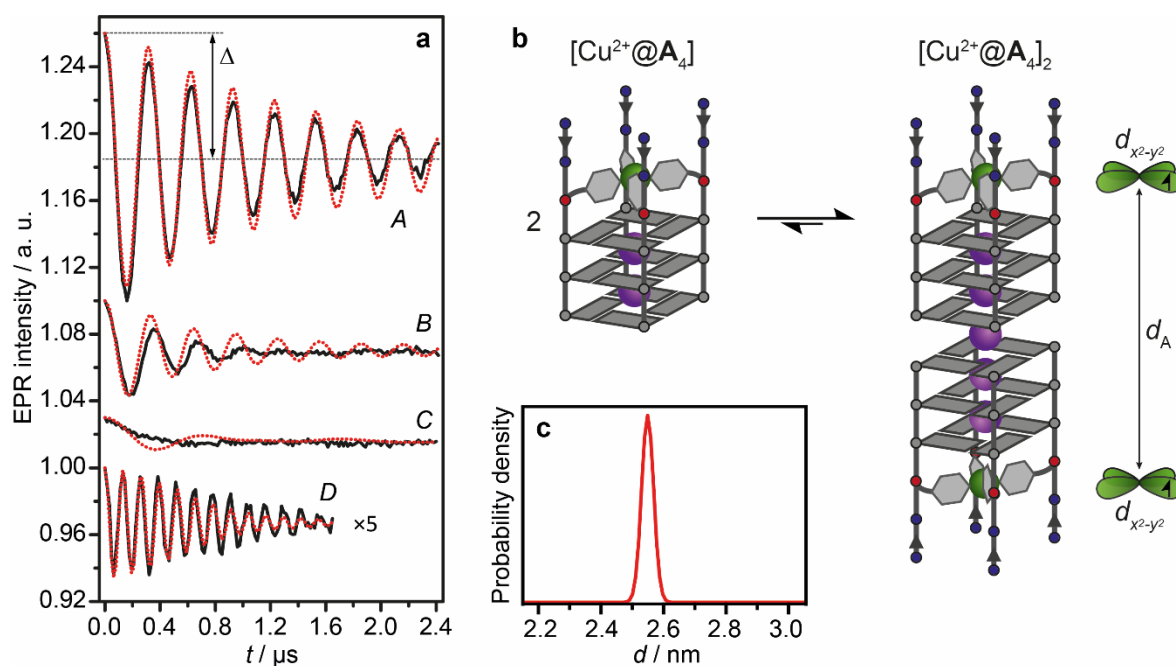 a
Δ
1.24
1.20
1.16
1.12
1.08
1.04
1.00
0.96
0.92
EPR intensity / a. u.
A
B
C
D
×5
0.0 0.4 0.8 1.2 1.6 2.0 2.4
t / µs
b
[Cu²⁺@A₄]
[Cu²⁺@A₄]₂
2
dₓ²₋ᵧ²
d_A
dₓ²₋ᵧ²
c
Probability density
2.2 2.4 2.6 2.8 3.0
d / nm